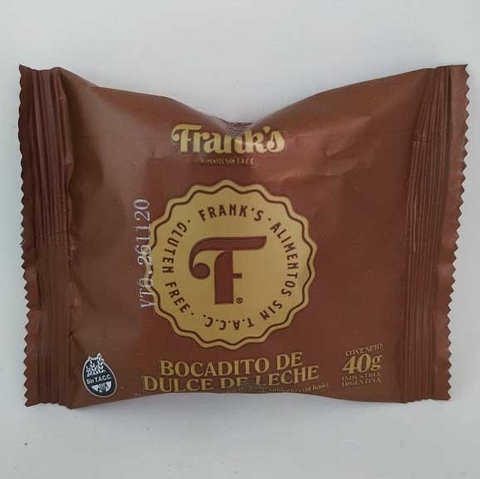 Frank's
ALIMENTOS SIN T.A.C.C.
FRANK'S · ALIMENTOS SIN T.A.C.C. · GLUTEN FREE ·
F
®
VTO.261120
BOCADITO DE
DULCE DE LECHE
Sin T.A.C.C.
CONT. NETO
40g
INDUSTRIA
ARGENTINA